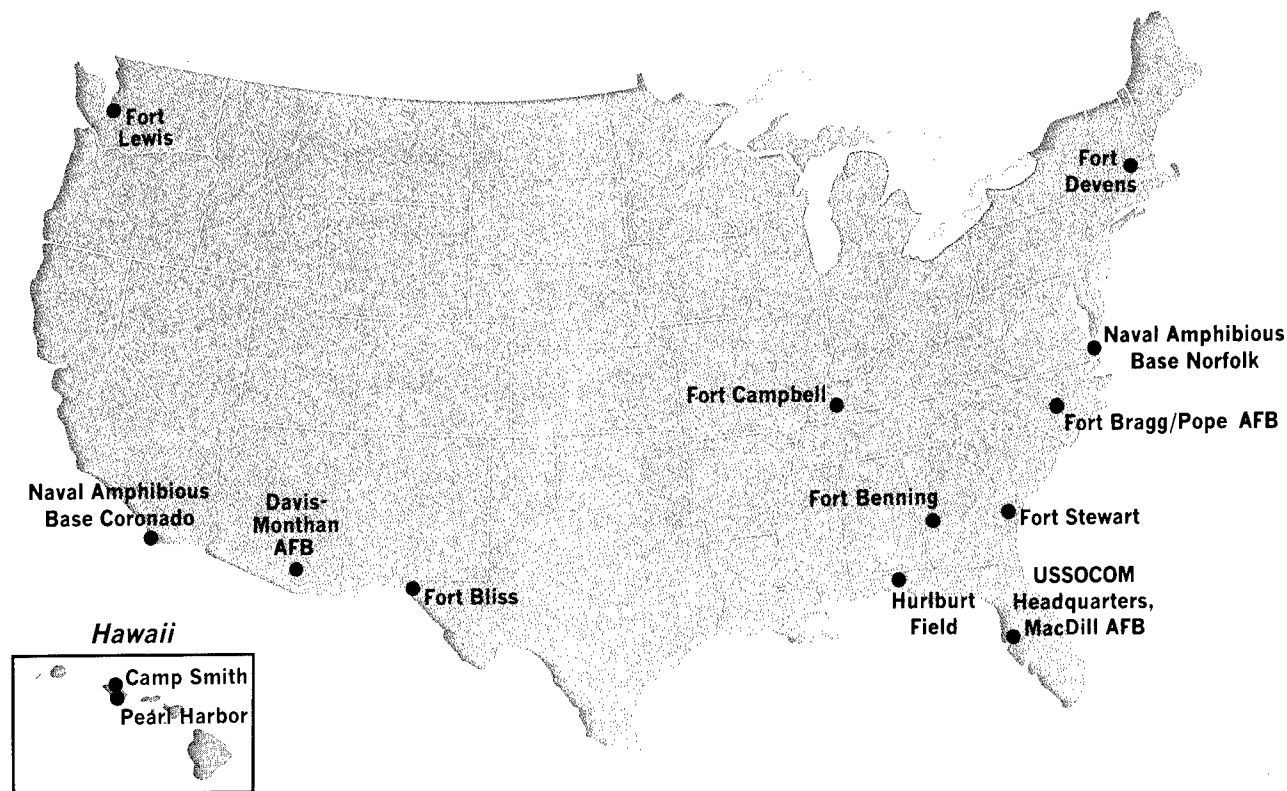 Fort
Lewis
Fort
Devens
Naval Amphibious
Base Norfolk
Fort Campbell
Fort Bragg/Pope AFB
Naval Amphibious
Base Coronado
Davis-
Monthan
AFB
Fort Benning
Fort Stewart
Fort Bliss
Hurlburt
Field
USSOCOM
Headquarters,
MacDill AFB
Hawaii
Camp Smith
Pearl Harbor